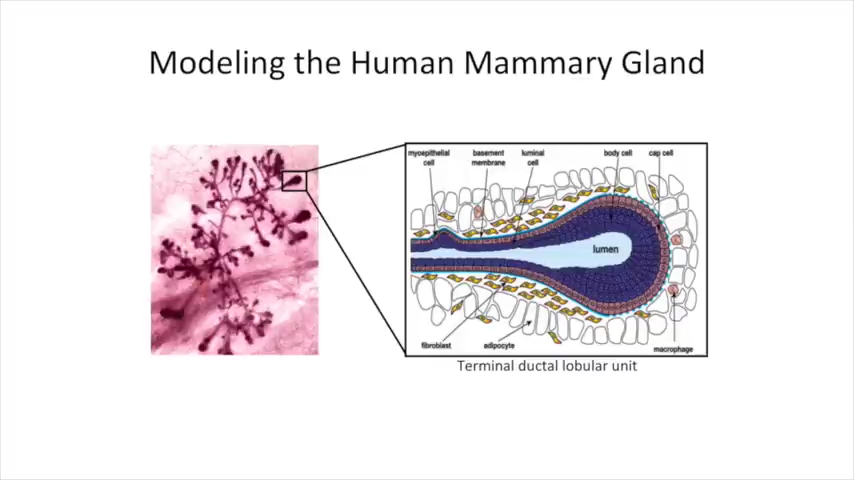 Modeling the Human Mammary Gland
myoepithelial
cell
basement
membrane
luminal
cell
body cell
cap cell
lumen
fibroblast
adipocyte
macrophage
Terminal ductal lobular unit